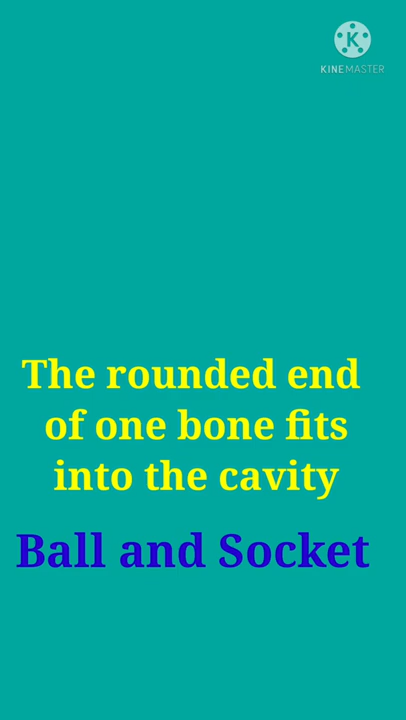 K
KINEMASTER
The rounded end
of one bone fits
into the cavity
Ball and Socket